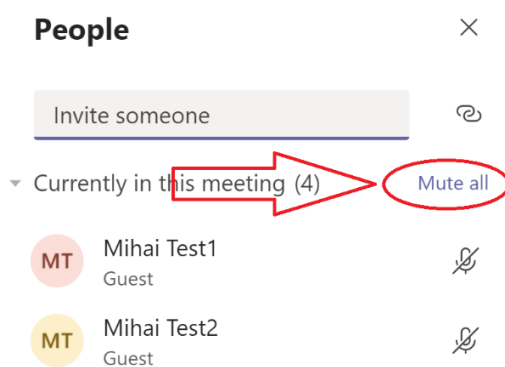 People
Invite someone
Currently in this meeting (4) Mute all
MT Mihai Test1
Guest
MT Mihai Test2
Guest